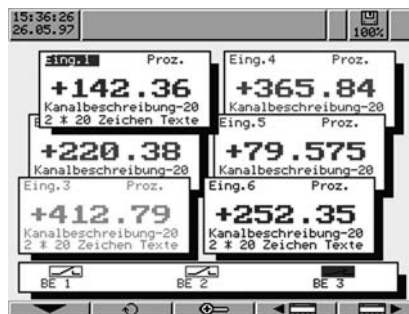 15:36:26
26.05.97
100%
Eing.1 Proz.
+142.36
Kanalbeschreibung-20
2 * 20 Zeichen Texte
Eing.4 Proz.
+365.84
Kanalbeschreibung-20
+220.38
Kanalbeschreibung-20
Eing.5 Proz.
+79.575
Kanalbeschreibung-20
Eing.3 Proz.
+412.79
Kanalbeschreibung-20
2 * 20 Zeichen Texte
Eing.6 Proz.
+252.35
Kanalbeschreibung-20
2 * 20 Zeichen Texte
BE 1
BE 2
BE 3